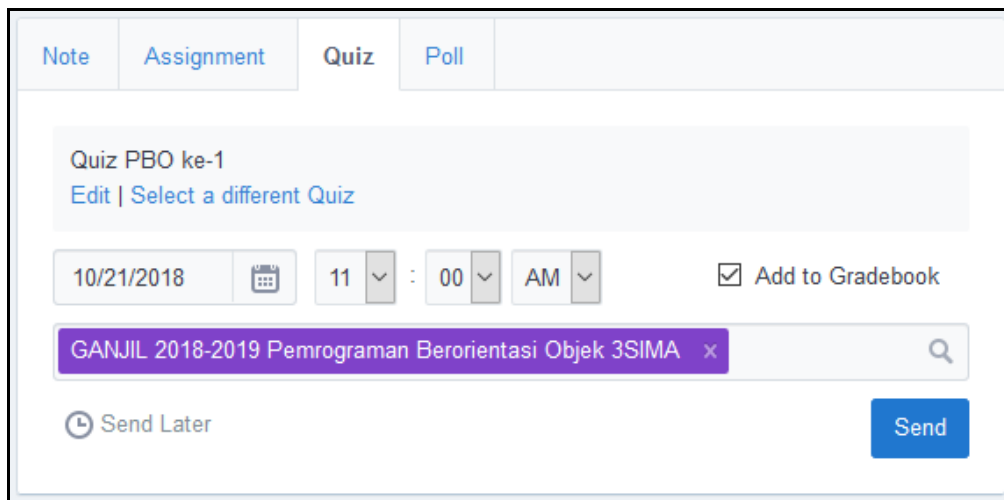 Note Assignment Quiz Poll
Quiz PBO ke-1
Edit | Select a different Quiz
10/21/2018 11 : 00 AM Add to Gradebook
GANJIL 2018-2019 Pemrograman Berorientasi Objek 3SIMA x
Send Later Send